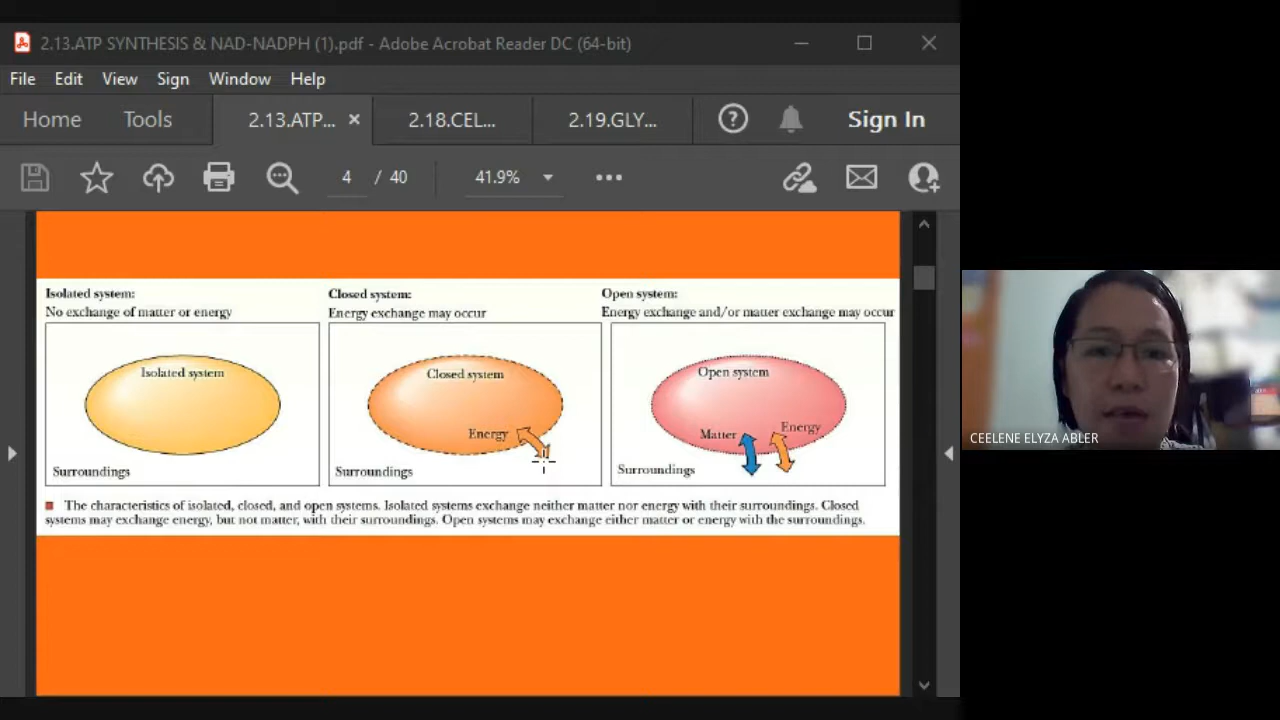 2.13.ATP SYNTHESIS & NAD-NADPH (1).pdf - Adobe Acrobat Reader DC (64-bit)
File Edit View Sign Window Help
Home Tools 2.13.ATP... 2.18.CEL... 2.19.GLY... Sign In
4 / 40 41.9%
Isolated system:
No exchange of matter or energy
Isolated system
Surroundings
Closed system:
Energy exchange may occur
Closed system
Energy
Surroundings
Open system:
Energy exchange and/or matter exchange may occur
Open system
Matter
Energy
Surroundings
The characteristics of isolated, closed, and open systems. Isolated systems exchange neither matter nor energy with their surroundings. Closed
systems may exchange energy, but not matter, with their surroundings. Open systems may exchange either matter or energy with the surroundings.
CEELENE ELYZA ABLER